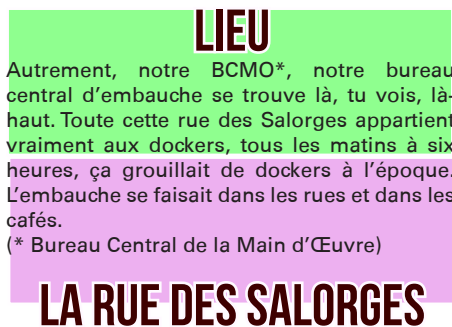 LIEU
Autrement, notre BCMO*, notre bureau
central d’embauche se trouve là, tu vois, là-
haut. Toute cette rue des Salorges appartient
vraiment aux dockers, tous les matins à six
heures, ça grouillait de dockers à l’époque.
L’embauche se faisait dans les rues et dans les
cafés.
(* Bureau Central de la Main d’Œuvre)
LA RUE DES SALORGES